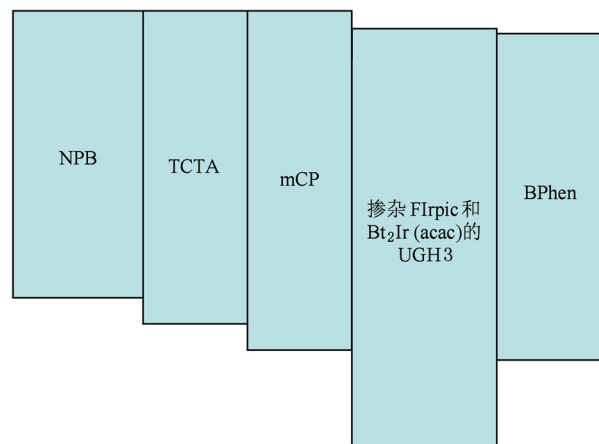 NPB
TCTA
mCP
掺杂 FIrpic 和
Bt₂Ir (acac)的
UGH3
BPhen